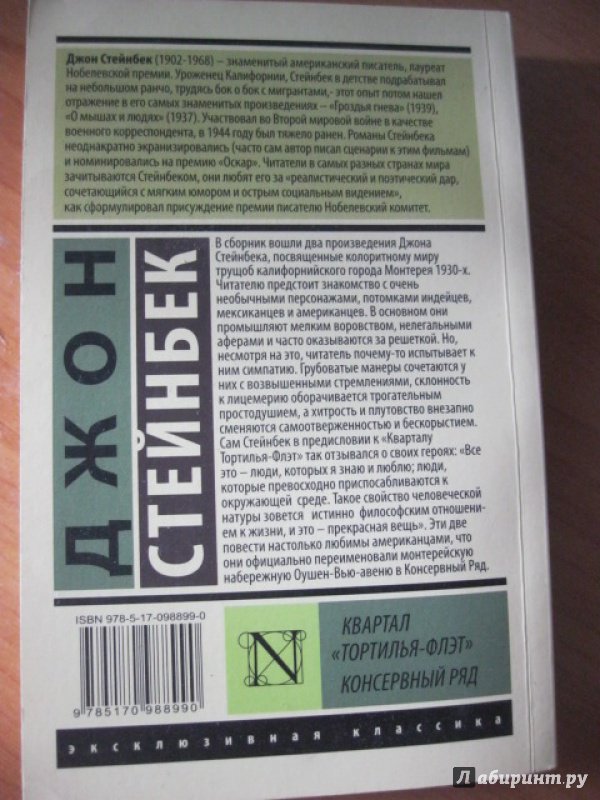 Джон Стейнбек (1902-1968) – знаменитый американский писатель, лауреат
Нобелевской премии. Уроженец Калифорнии, Стейнбек в детстве подрабатывал
на небольшом ранчо, трудясь бок о бок с мигрантами,- этот опыт потом нашел
отражение в его самых знаменитых произведениях – «Гроздья гнева» (1939),
«О мышах и людях» (1937). Участвовал во Второй мировой войне в качестве
военного корреспондента, в 1944 году был тяжело ранен. Романы Стейнбека
неоднакратно экранизировались (часто сам автор писал сценарии к этим фильмам)
и номинировались на премию «Оскар». Читатели в самых разных странах мира
зачитываются Стейнбеком, они любят его за «реалистический и поэтический дар,
сочетающийся с мягким юмором и острым социальным видением»,
как сформулировал присуждение премии писателю Нобелевский комитет.
ДЖОН
СТЕЙНБЕК
В сборник вошли два произведения Джона
Стейнбека, посвященные колоритному миру
трущоб калифорнийского города Монтерея 1930-х.
Читателю предстоит знакомство с очень
необычными персонажами, потомками индейцев,
мексиканцев и американцев. В основном они
промышляют мелким воровством, нелегальными
аферами и часто оказываются за решеткой. Но,
несмотря на это, читатель почему-то испытывает к
ним симпатию. Грубоватые манеры сочетаются у
них с возвышенными стремлениями, склонность
к лицемерию оборачивается трогательным
простодушием, а хитрость и плутовство внезапно
сменяются самоотверженностью и бескорыстием.
Сам Стейнбек в предисловии к «Кварталу
Тортилья-Флэт» так отзывался о своих героях: «Все
это – люди, которых я знаю и люблю; люди,
которые превосходно приспосабливаются к
окружающей среде. Такое свойство человеческой
натуры зовется истинно философским отношени-
ем к жизни, и это – прекрасная вещь». Эти две
повести настолько любимы американцами, что
они официально переименовали монтерейскую
набережную Оушен-Вью-авеню в Консервный Ряд.
ISBN 978-5-17-098899-0
9 785170 988990
N
КВАРТАЛ
«ТОРТИЛЬЯ-ФЛЭТ»
КОНСЕРВНЫЙ РЯД
эксклюзивная классика
Лабиринт.ру